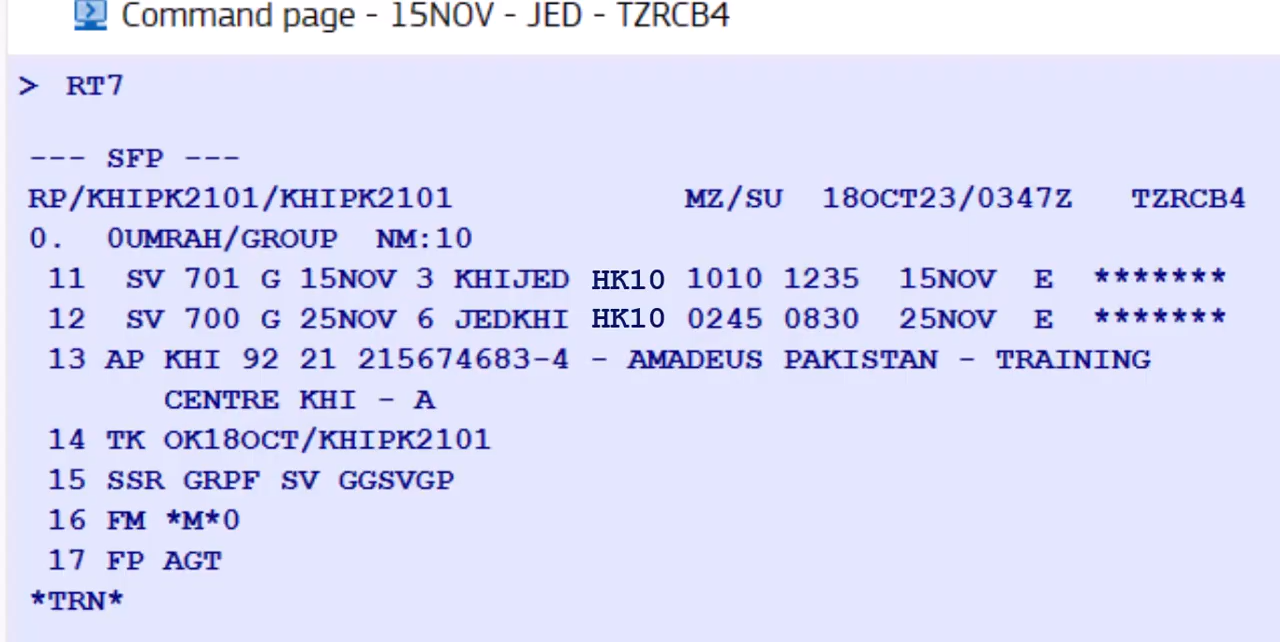 Command page - 15NOV - JED - TZRCB4
> RT7
--- SFP ---
RP/KHIPK2101/KHIPK2101 MZ/SU 18OCT23/0347Z TZRCB4
0. 0UMRAH/GROUP NM:10
11 SV 701 G 15NOV 3 KHIJED HK10 1010 1235 15NOV E *******
12 SV 700 G 25NOV 6 JEDKHI HK10 0245 0830 25NOV E *******
13 AP KHI 92 21 215674683-4 - AMADEUS PAKISTAN - TRAINING
CENTRE KHI - A
14 TK OK18OCT/KHIPK2101
15 SSR GRPF SV GGSVGP
16 FM *M*0
17 FP AGT
*TRN*